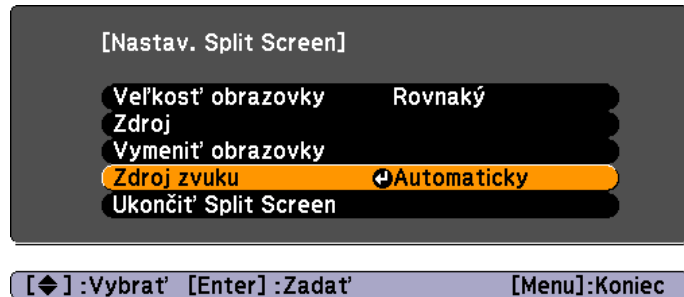 [Nastav. Split Screen]
Veľkosť obrazovky Rovnaký
Zdroj
Vymeniť obrazovky
Zdroj zvuku Automaticky
Ukončiť Split Screen
[◆] :Vybrať [Enter] :Zadať [Menu]:Koniec